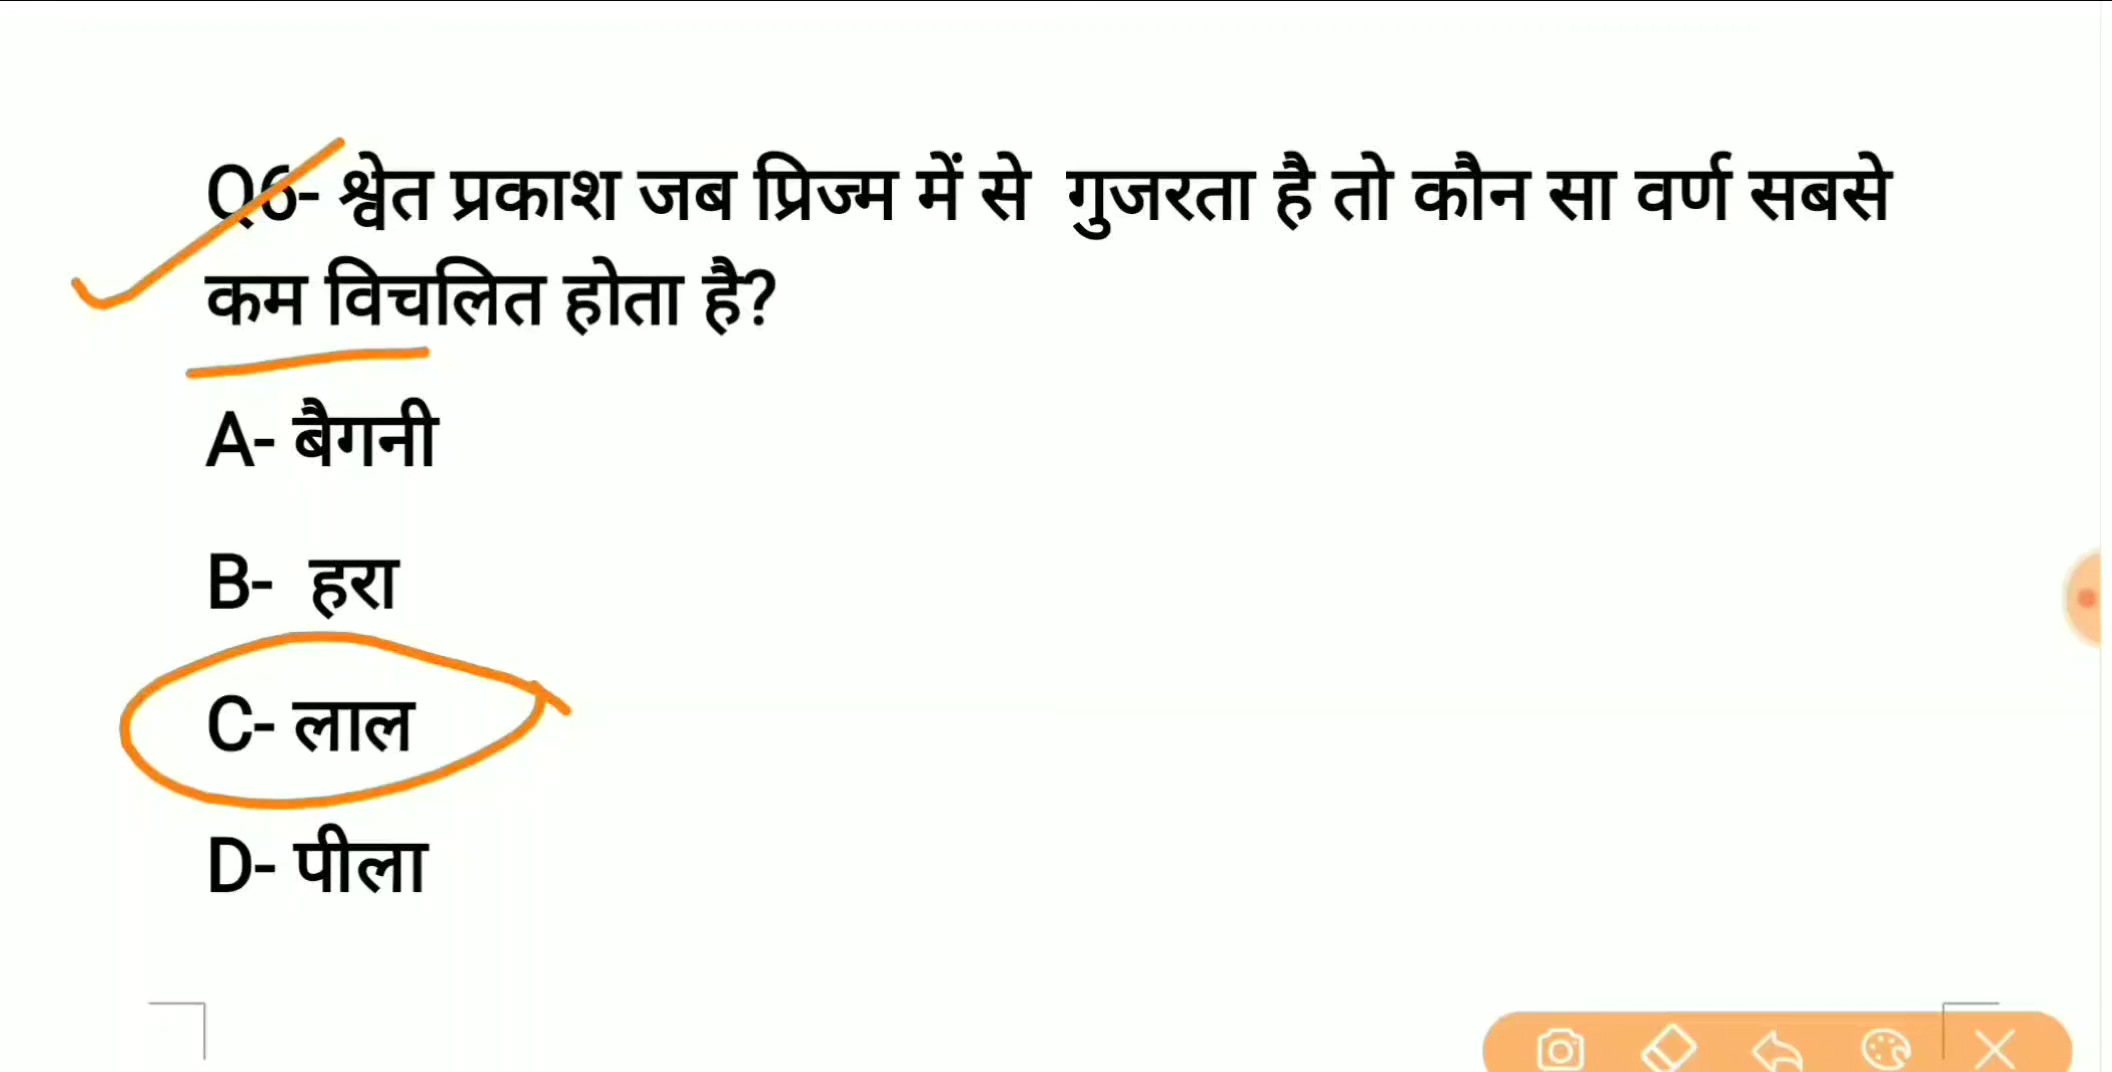 Q6- श्वेत प्रकाश जब प्रिज्म में से गुजरता है तो कौन सा वर्ण सबसे
कम विचलित होता है?
A- बैगनी
B- हरा
C- लाल
D- पीला